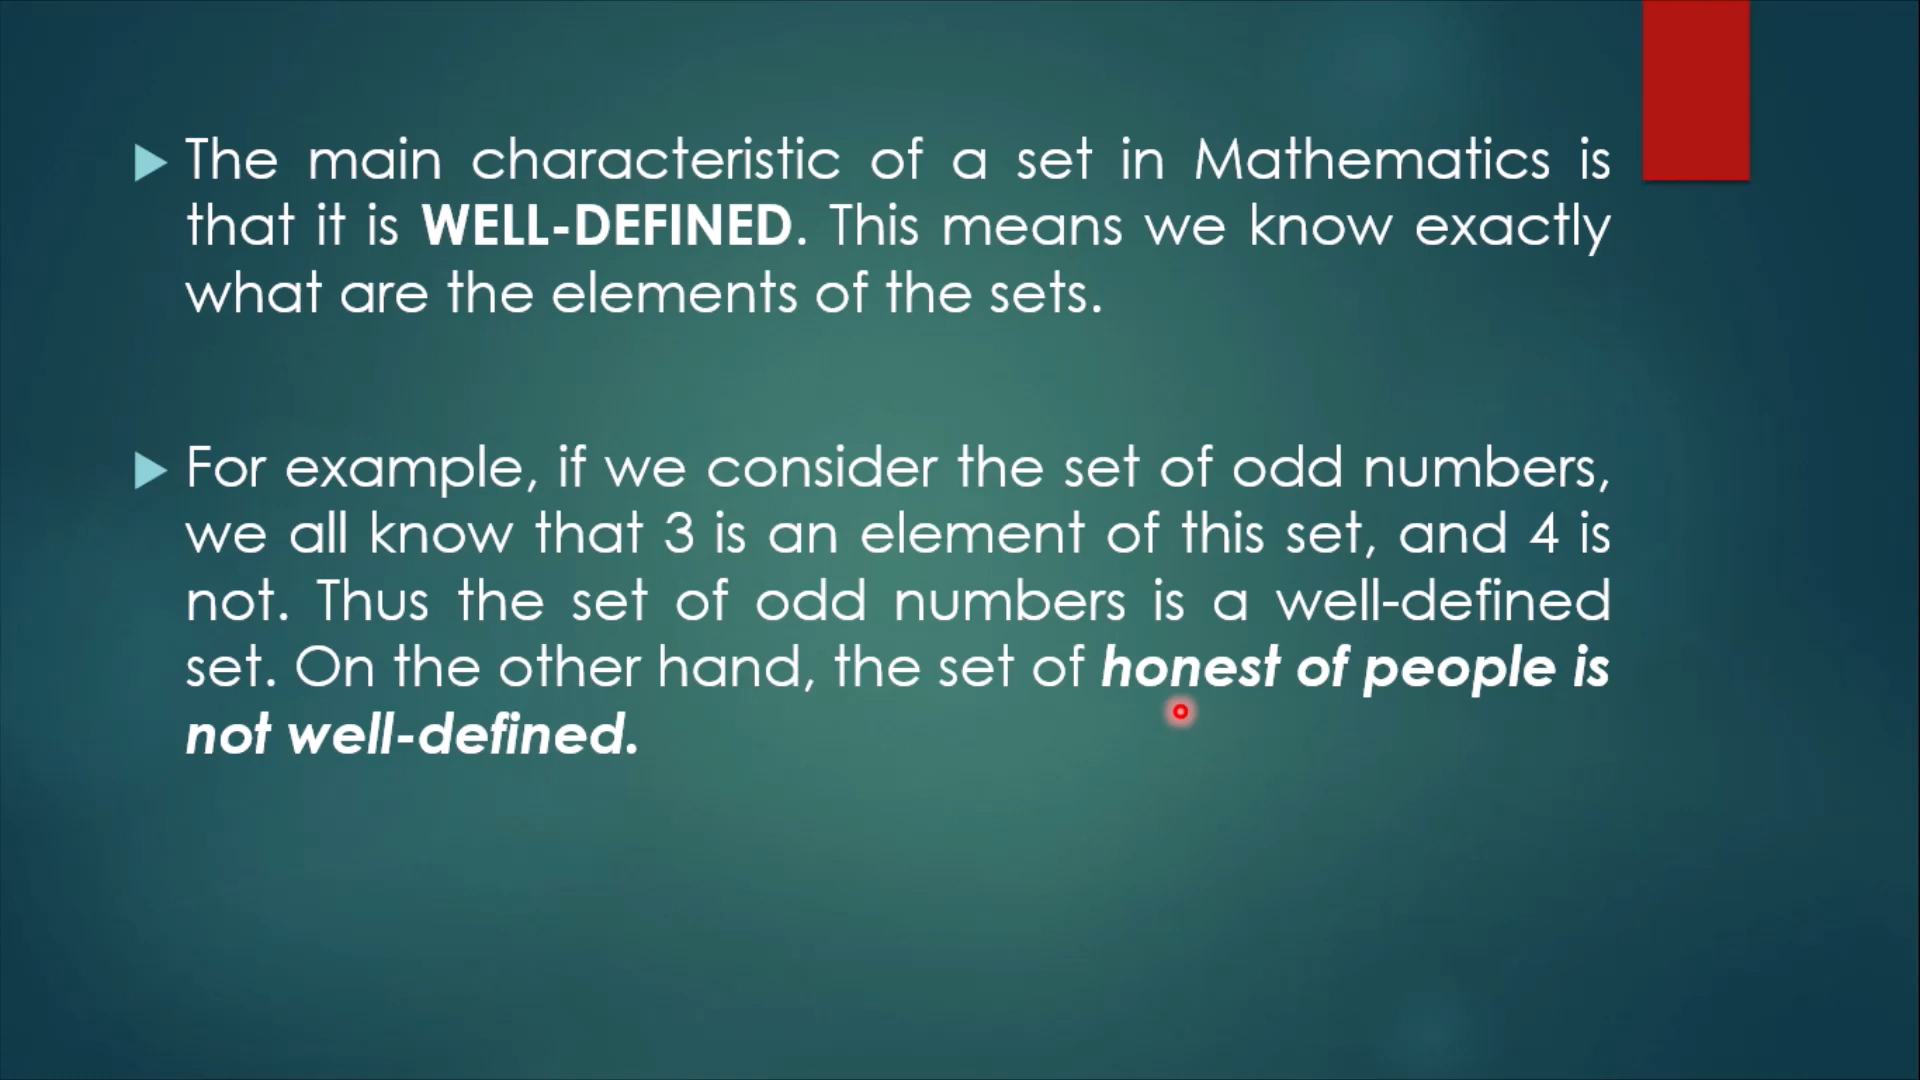 The main characteristic of a set in Mathematics is
that it is WELL-DEFINED. This means we know exactly
what are the elements of the sets.
For example, if we consider the set of odd numbers,
we all know that 3 is an element of this set, and 4 is
not. Thus the set of odd numbers is a well-defined
set. On the other hand, the set of honest of people is
not well-defined.